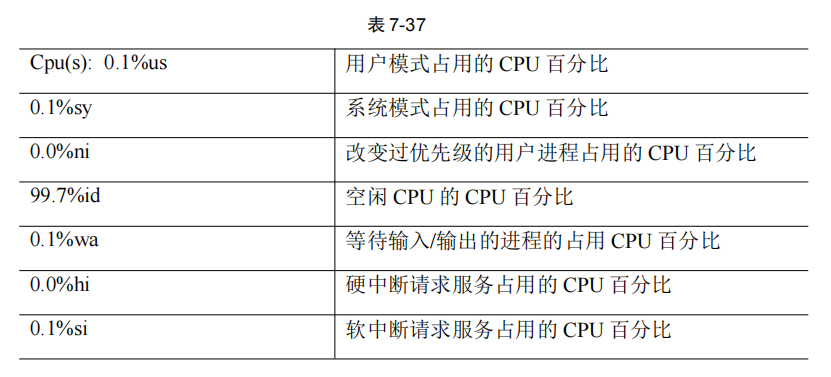 表 7-37
Cpu(s): 0.1%us 用户模式占用的 CPU 百分比
0.1%sy 系统模式占用的 CPU 百分比
0.0%ni 改变过优先级的用户进程占用的 CPU 百分比
99.7%id 空闲 CPU 的 CPU 百分比
0.1%wa 等待输入/输出的进程的占用 CPU 百分比
0.0%hi 硬中断请求服务占用的 CPU 百分比
0.1%si 软中断请求服务占用的 CPU 百分比